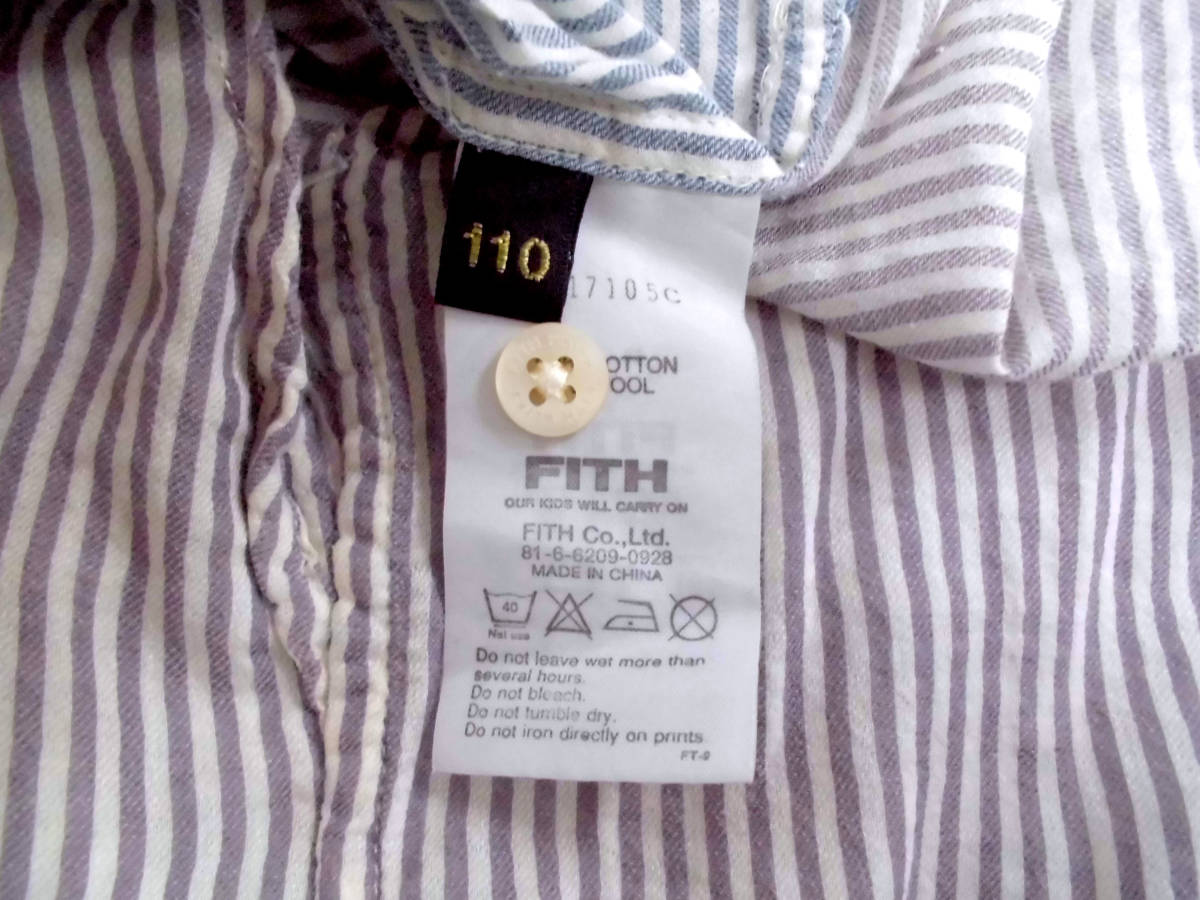 110
17105C
OTTON
OOL
FITH
OUR KIDS WILL CARRY ON
FITH Co.,Ltd.
81-6-6209-0928
MADE IN CHINA
40
Net use
Do not leave wet more than
several hours.
Do not bleach.
Do not tumble dry.
Do not iron directly on prints
FT-9